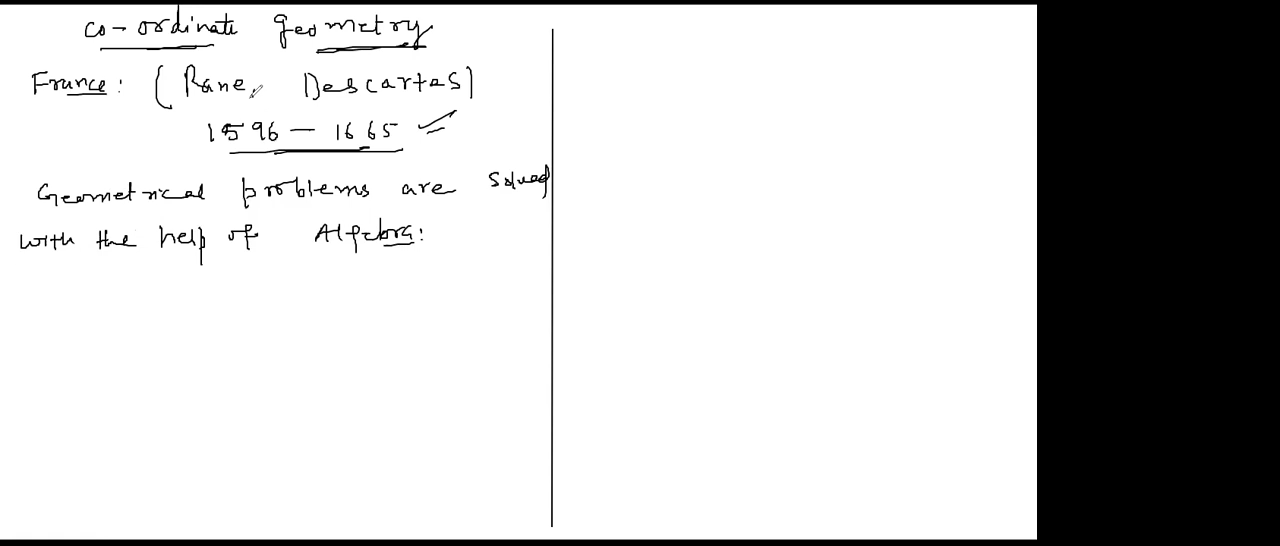 co-ordinate geometry
France: (Rane, Descartes)
1596 - 1665
Geometrical problems are solved
with the help of Algebra: